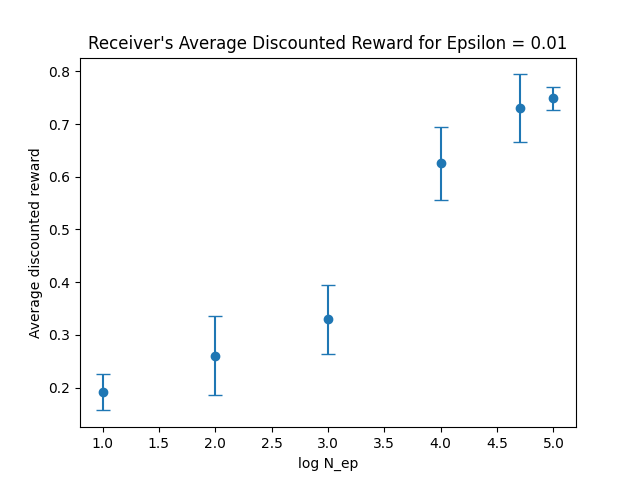 Receiver's Average Discounted Reward for Epsilon = 0.01
Average discounted reward
0.8
0.7
0.6
0.5
0.4
0.3
0.2
1.0 1.5 2.0 2.5 3.0 3.5 4.0 4.5 5.0
log N_ep